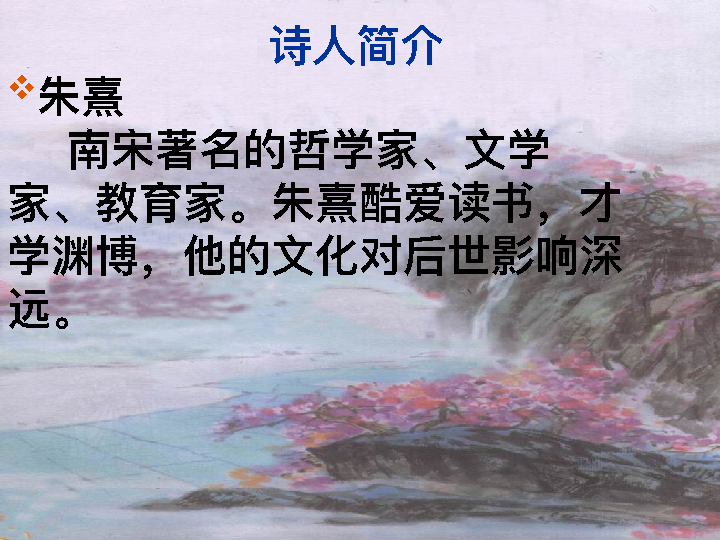 诗人简介
朱熹
南宋著名的哲学家、文学
家、教育家。朱熹酷爱读书，才
学渊博，他的文化对后世影响深
远。